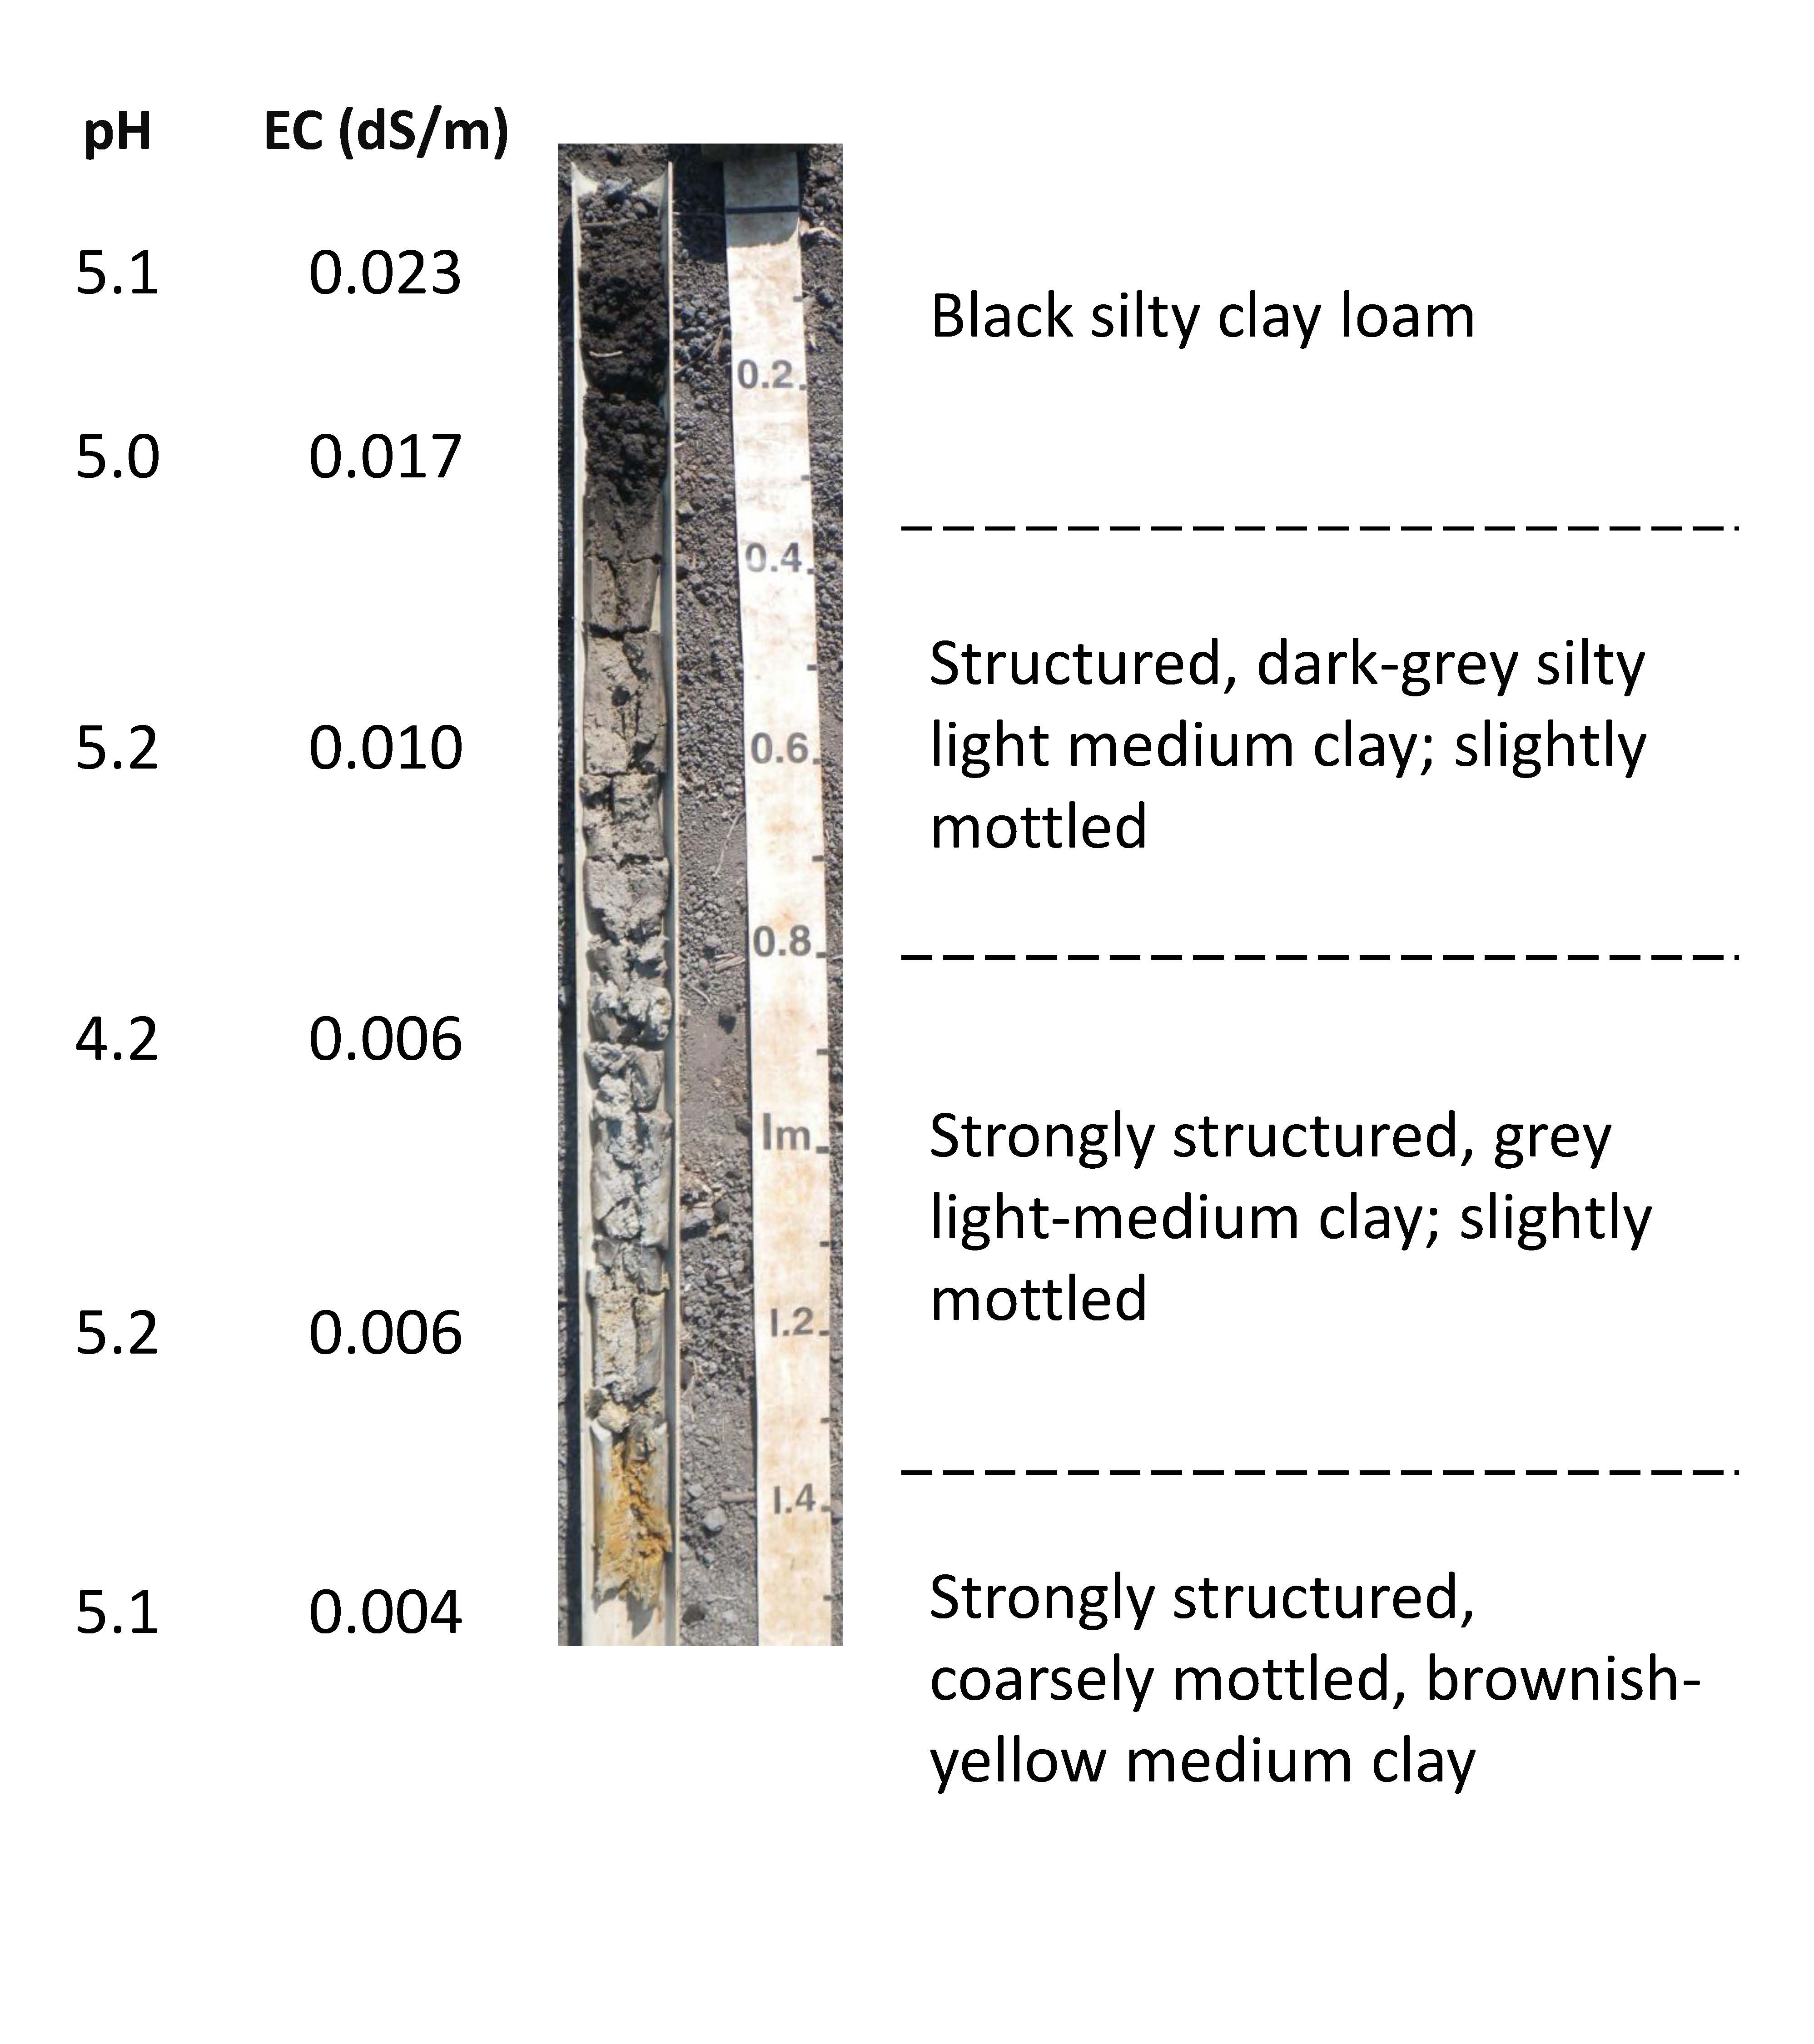 pH EC (dS/m)
5.1 0.023
Black silty clay loam
0.2
5.0 0.017
0.4
Structured, dark-grey silty
light medium clay; slightly
mottled
5.2 0.010
0.6
0.8
4.2 0.006
1m
Strongly structured, grey
light-medium clay; slightly
mottled
5.2 0.006
1.2
1.4
Strongly structured,
coarsely mottled, brownish-
yellow medium clay
5.1 0.004